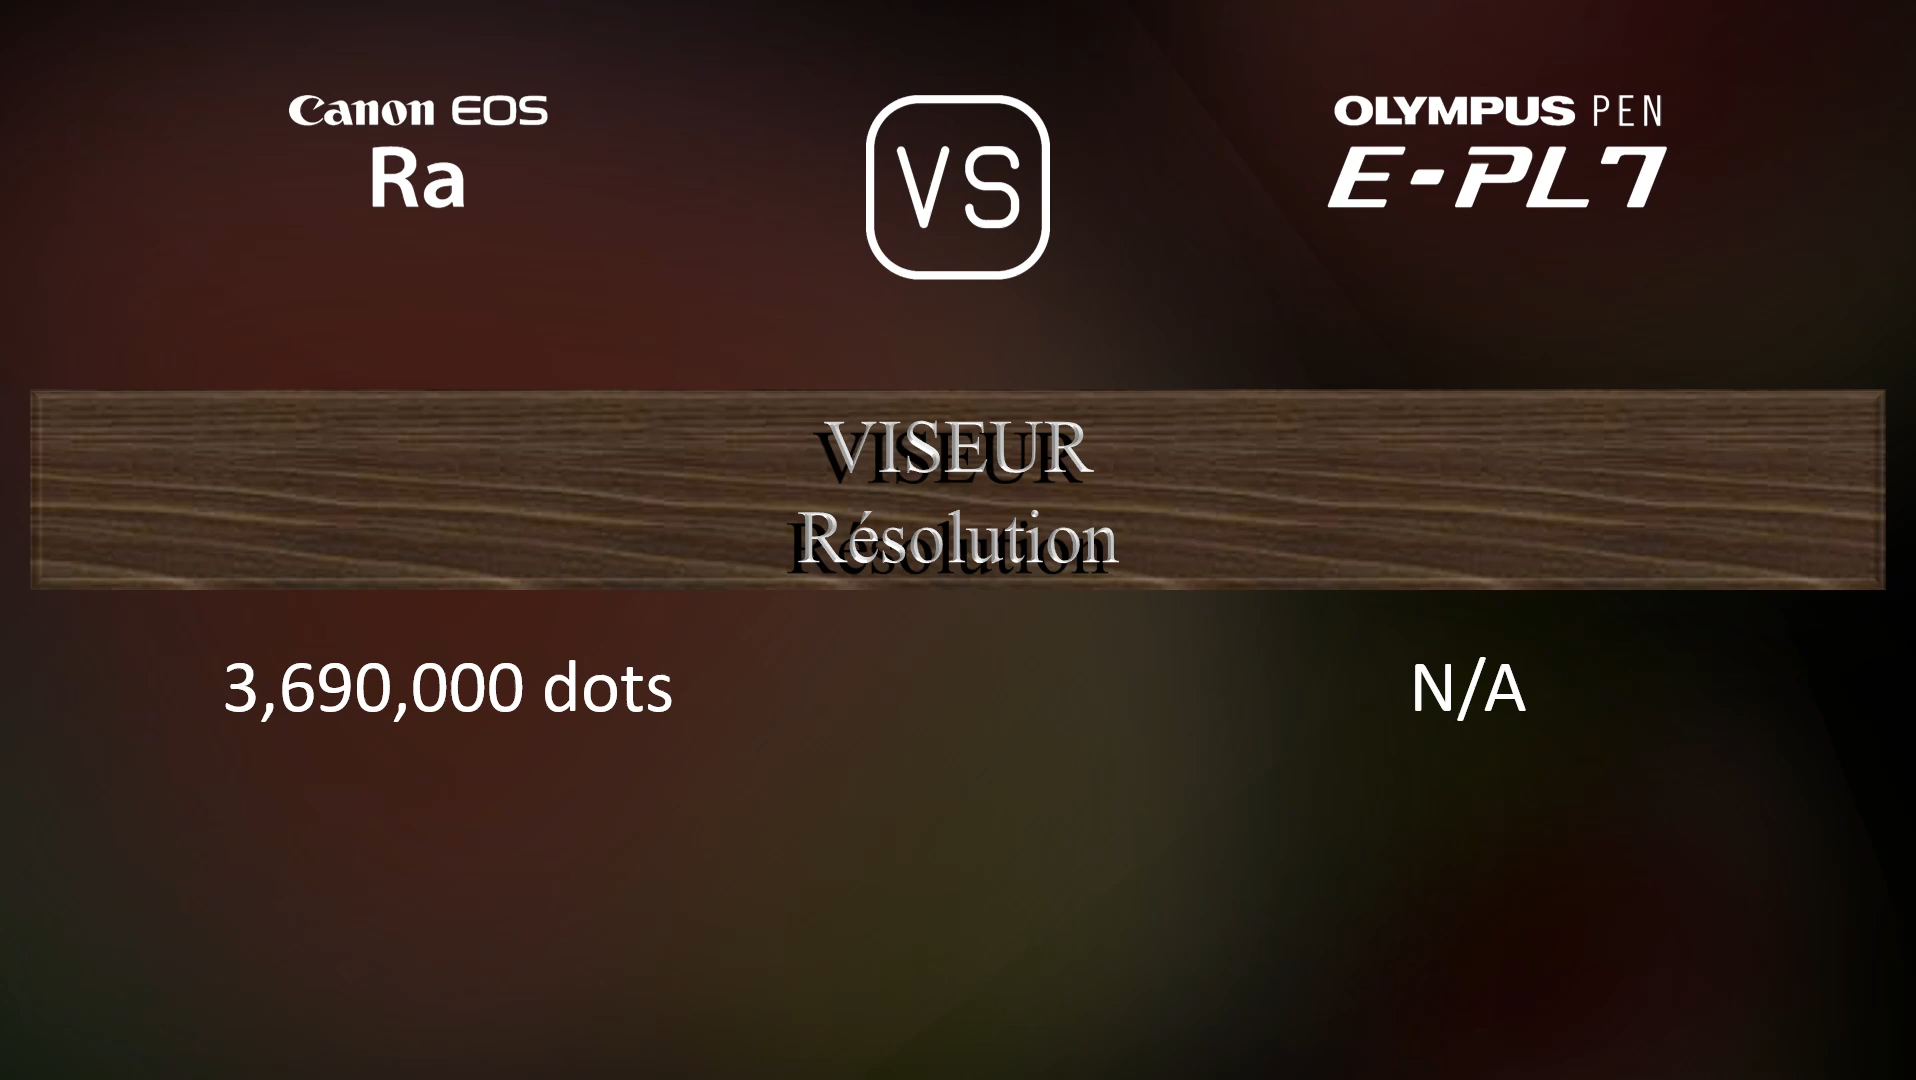 Canon EOS
Ra
VS
OLYMPUS PEN
E-PL7
VISEUR
Résolution
3,690,000 dots
N/A